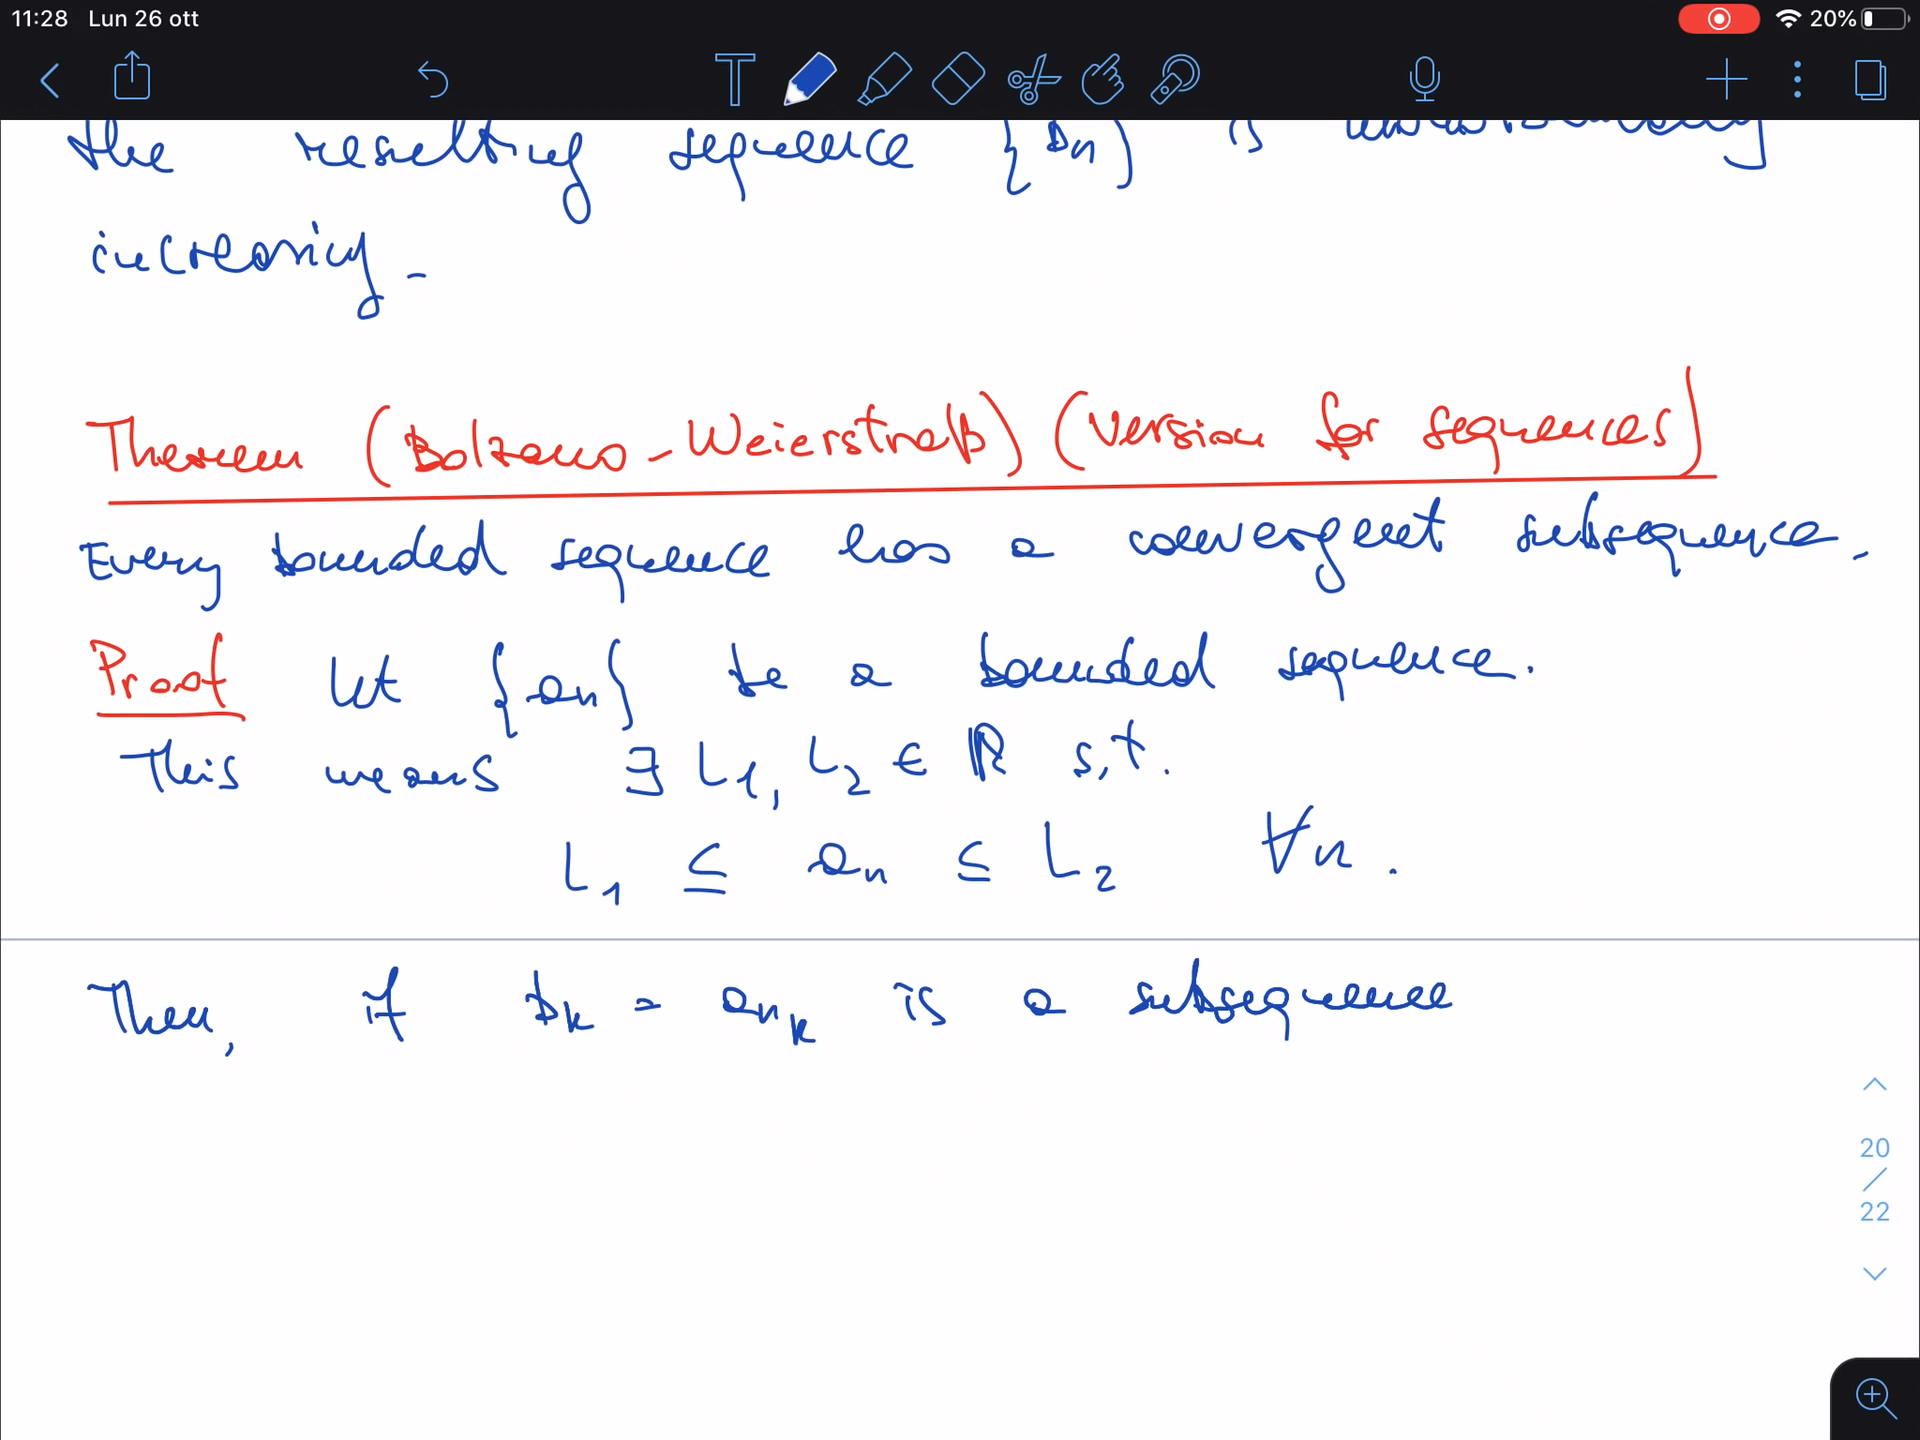 11:28 Lun 26 ott 20%
the resulting sequence {bn} is
increasing.
Theorem (Bolzano-Weierstraß) (version for sequences)
Every bounded sequence has a convergent subsequence.
Proof let {an} be a bounded sequence.
This means ∃ L1, L2 ∈ ℝ s.t.
L1 ≤ an ≤ L2 ∀n.
Then, if bk = ank is a subsequence
20
/
22